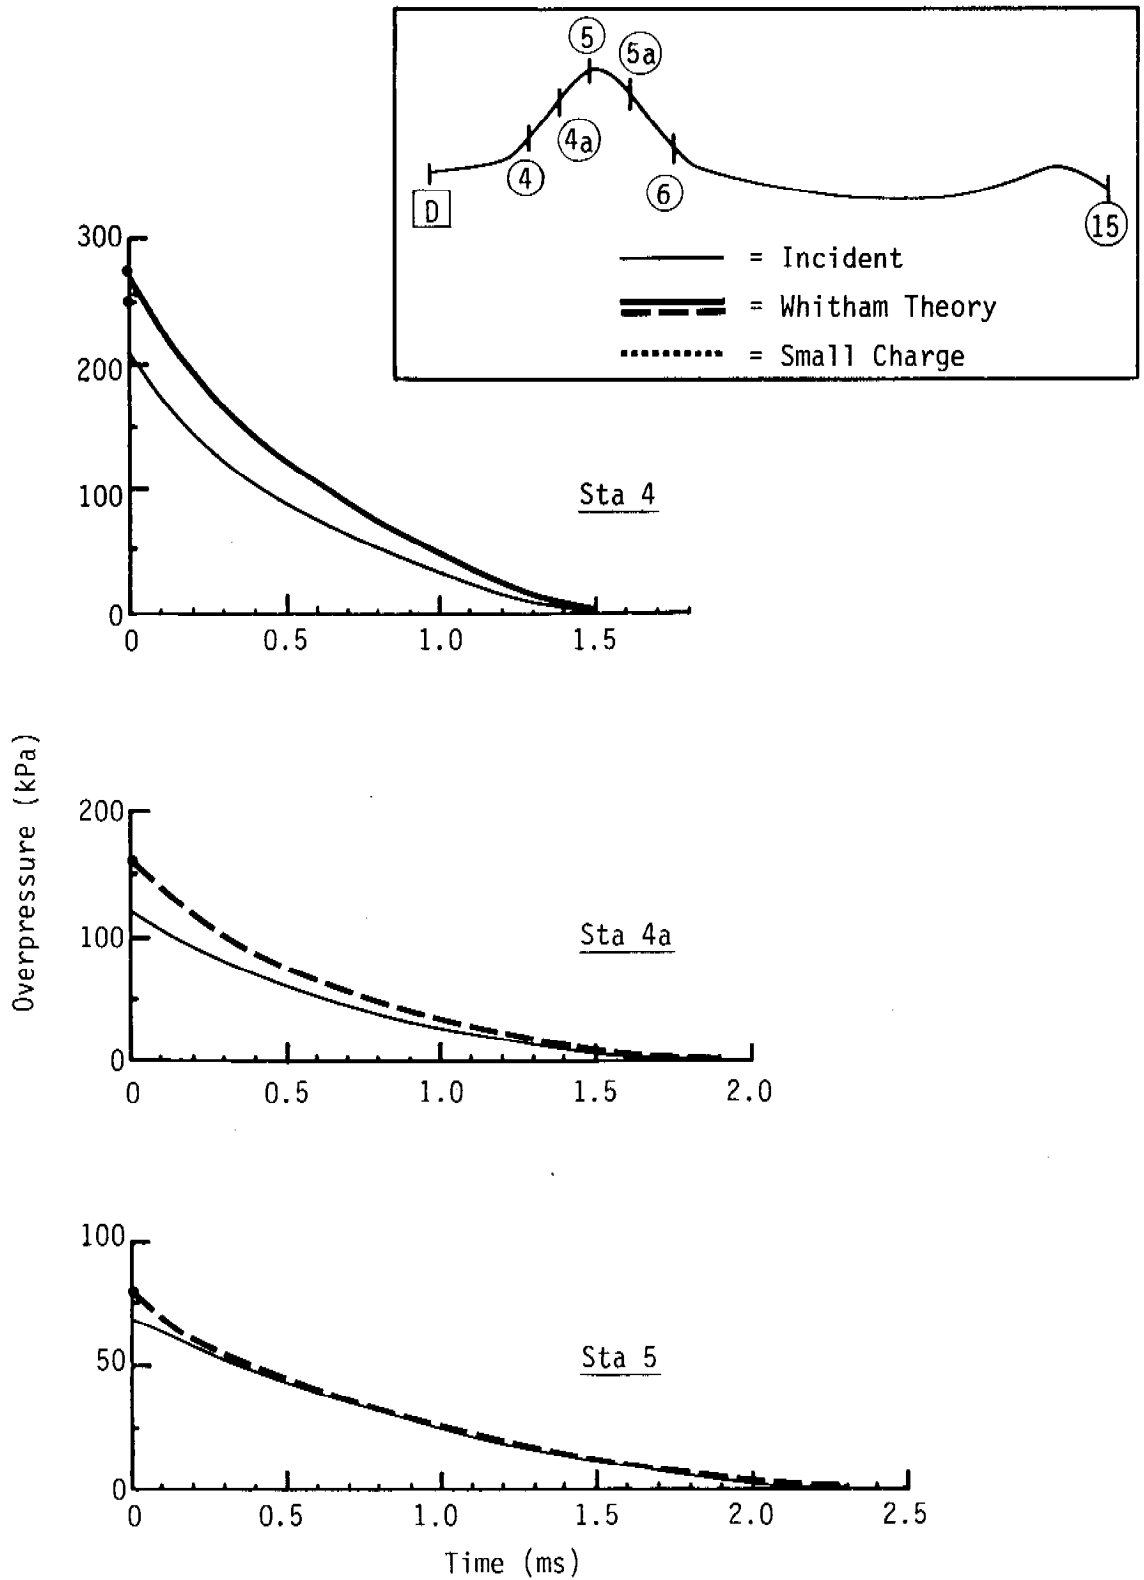 5
5a
4a
4
6
D
15
= Incident
= Whitham Theory
= Small Charge
300
200
100
0
Sta 4
0 0.5 1.0 1.5
Overpressure (kPa)
200
100
0
Sta 4a
0 0.5 1.0 1.5 2.0
100
50
0
Sta 5
0 0.5 1.0 1.5 2.0 2.5
Time (ms)